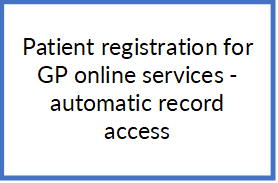 Patient registration for
GP online services -
automatic record
access